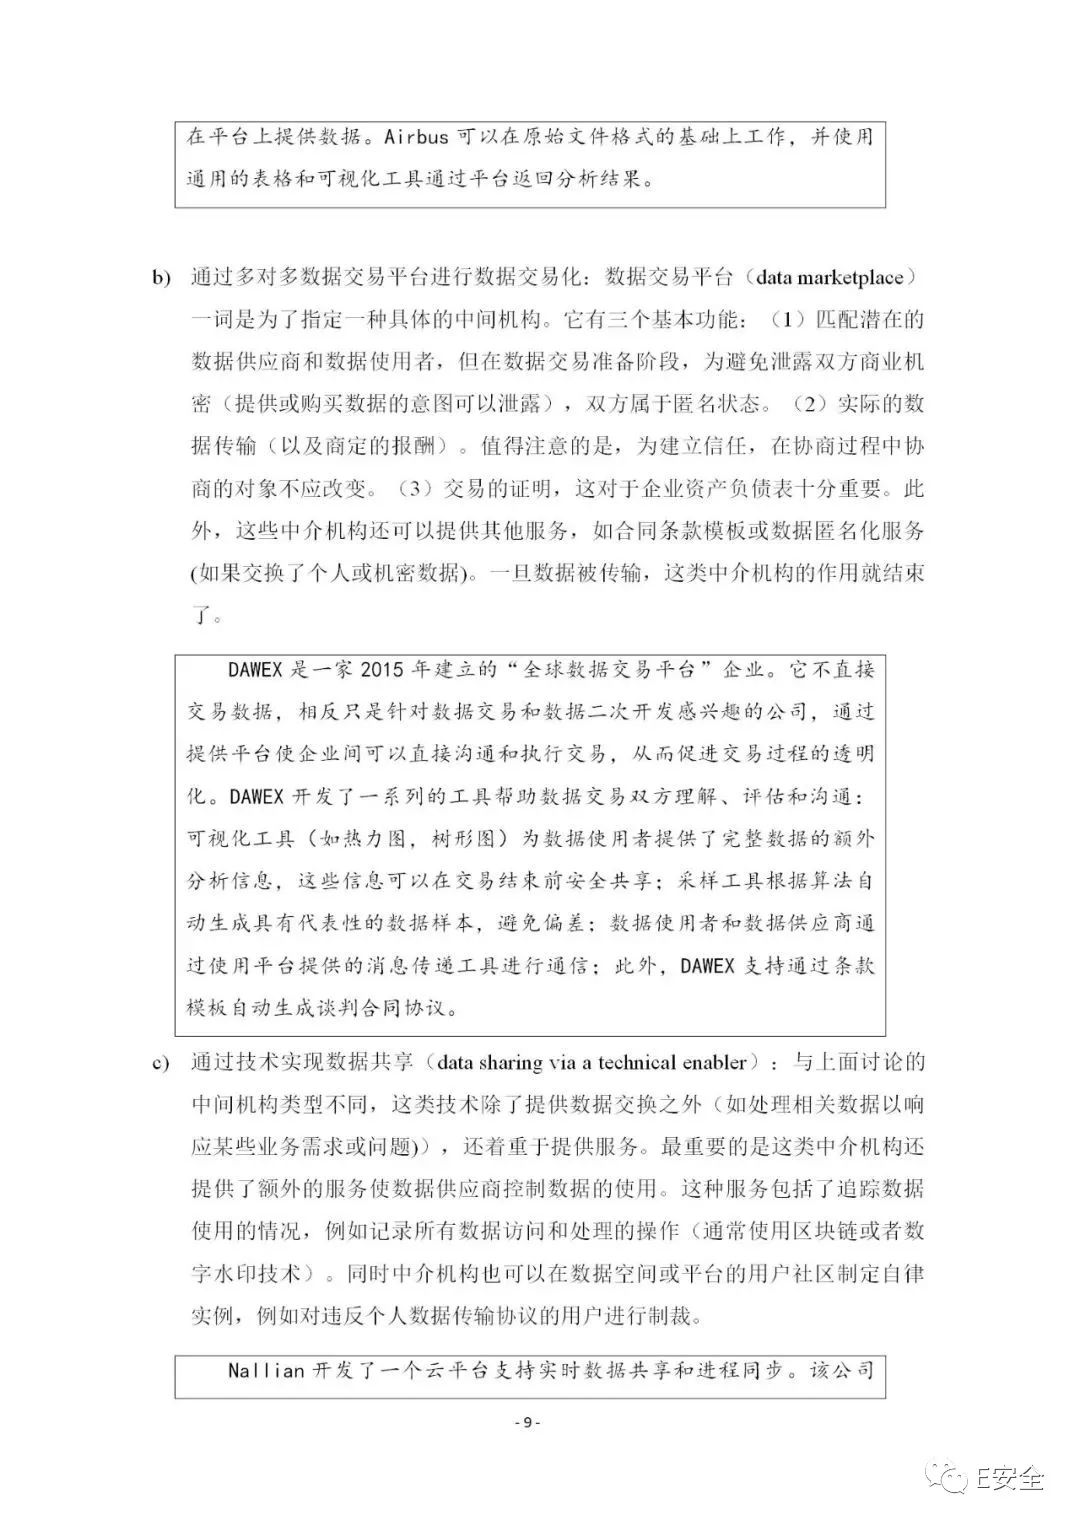 在平台上提供数据。Airbus 可以在原始文件格式的基础上工作，并使用
通用的表格和可视化工具通过平台返回分析结果。
b) 通过多对多数据交易平台进行数据交易化：数据交易平台（data marketplace）
一词是为了指定一种具体的中间机构。它有三个基本功能：（1）匹配潜在的
数据供应商和数据使用者，但在数据交易准备阶段，为避免泄露双方商业机
密（提供或购买数据的意图可以泄露），双方属于匿名状态。（2）实际的数
据传输（以及商定的报酬）。值得注意的是，为建立信任，在协商过程中协
商的对象不应改变。（3）交易的证明，这对于企业资产负债表十分重要。此
外，这些中介机构还可以提供其他服务，如合同条款模板或数据匿名化服务
(如果交换了个人或机密数据)。一旦数据被传输，这类中介机构的作用就结束
了。
DAWEX 是一家 2015 年建立的“全球数据交易平台”企业。它不直接
交易数据，相反只是针对数据交易和数据二次开发感兴趣的公司，通过
提供平台使企业间可以直接沟通和执行交易，从而促进交易过程的透明
化。DAWEX 开发了一系列的工具帮助数据交易双方理解、评估和沟通：
可视化工具（如热力图，树形图）为数据使用者提供了完整数据的额外
分析信息，这些信息可以在交易结束前安全共享；采样工具根据算法自
动生成具有代表性的数据样本，避免偏差；数据使用者和数据供应商通
过使用平台提供的消息传递工具进行通信；此外，DAWEX 支持通过条款
模板自动生成谈判合同协议。
c) 通过技术实现数据共享（data sharing via a technical enabler）：与上面讨论的
中间机构类型不同，这类技术除了提供数据交换之外（如处理相关数据以响
应某些业务需求或问题)），还着重于提供服务。最重要的是这类中介机构还
提供了额外的服务使数据供应商控制数据的使用。这种服务包括了追踪数据
使用的情况，例如记录所有数据访问和处理的操作（通常使用区块链或者数
字水印技术）。同时中介机构也可以在数据空间或平台的用户社区制定自律
实例，例如对违反个人数据传输协议的用户进行制裁。
Nallian 开发了一个云平台支持实时数据共享和进程同步。该公司
- 9 -
E安全